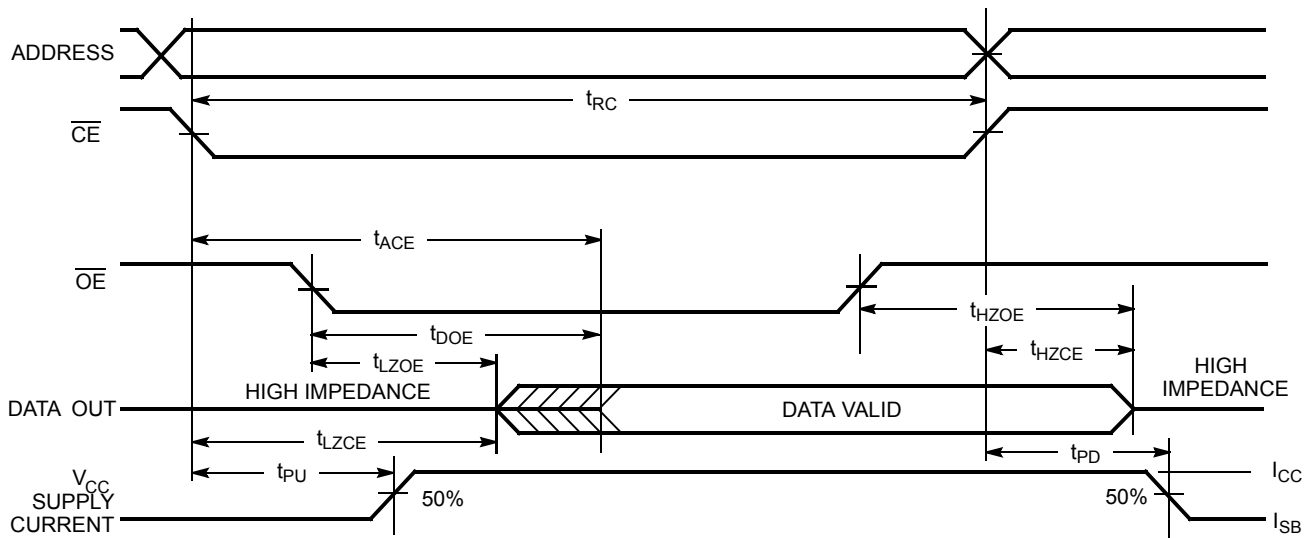 ADDRESS
tRC
CE
tACE
OE
tHZOE
tDOE
tHZCE
tLZOE
HIGH IMPEDANCE
HIGH
IMPEDANCE
DATA OUT
DATA VALID
tLZCE
tPD
tPU
VCC
SUPPLY
CURRENT
50%
50%
ICC
ISB